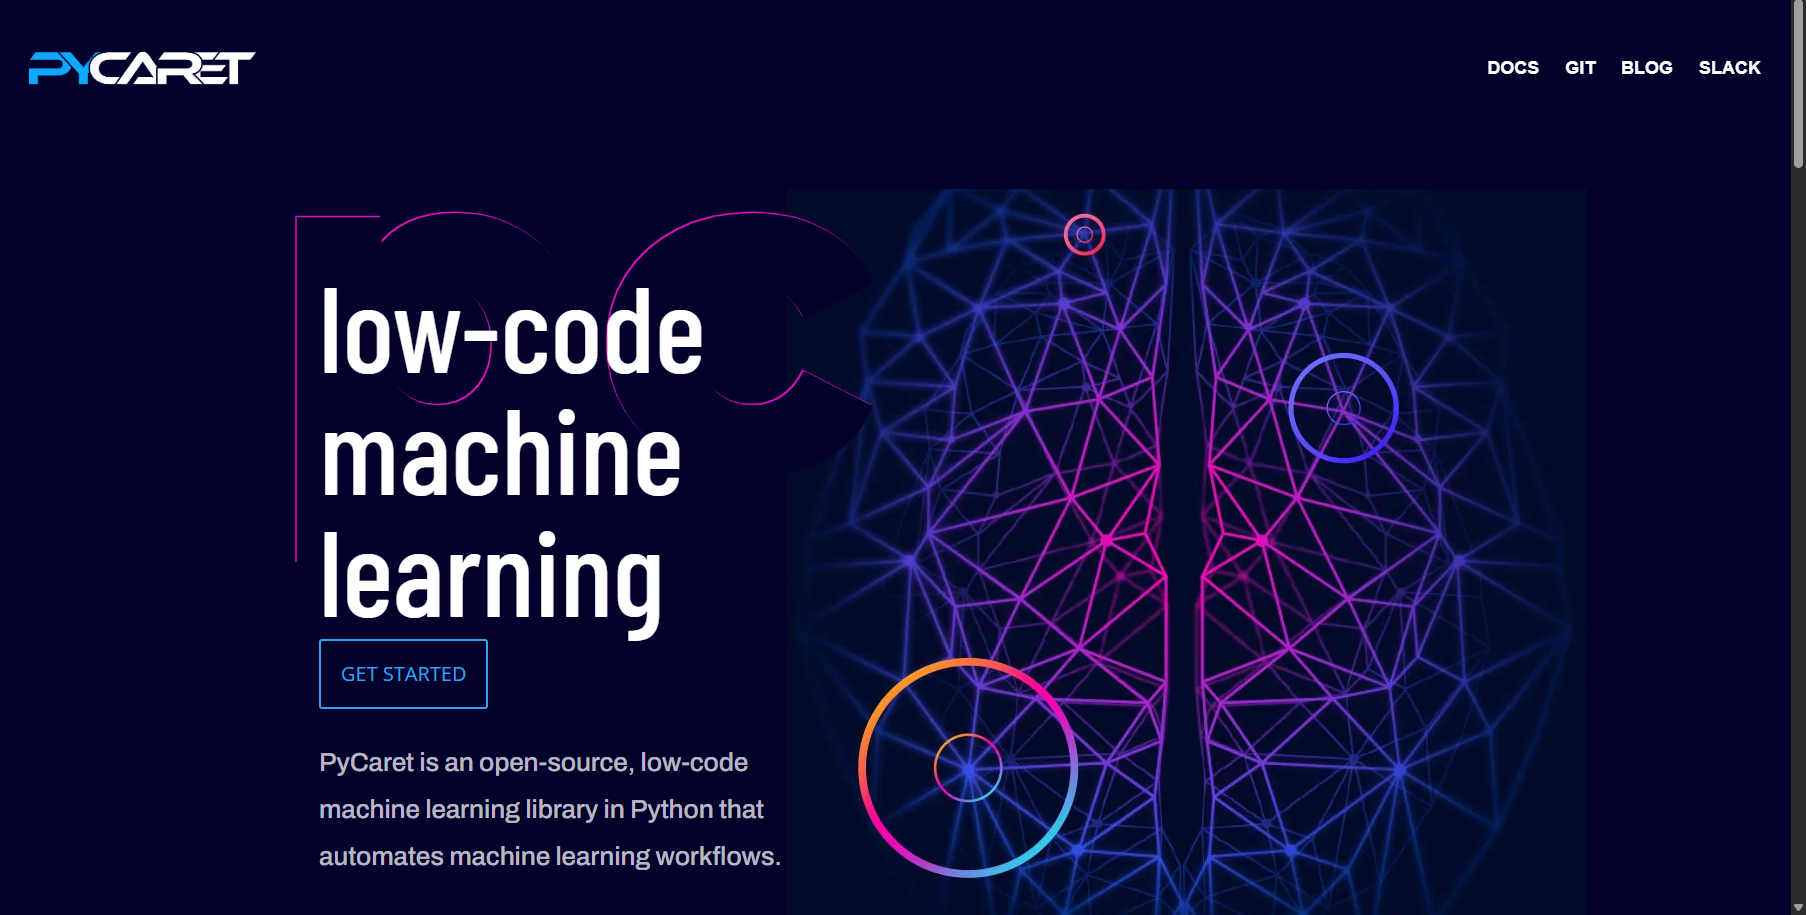 PYCARET
DOCS GIT BLOG SLACK
PC
low-code
machine
learning
GET STARTED
PyCaret is an open-source, low-code
machine learning library in Python that
automates machine learning workflows.